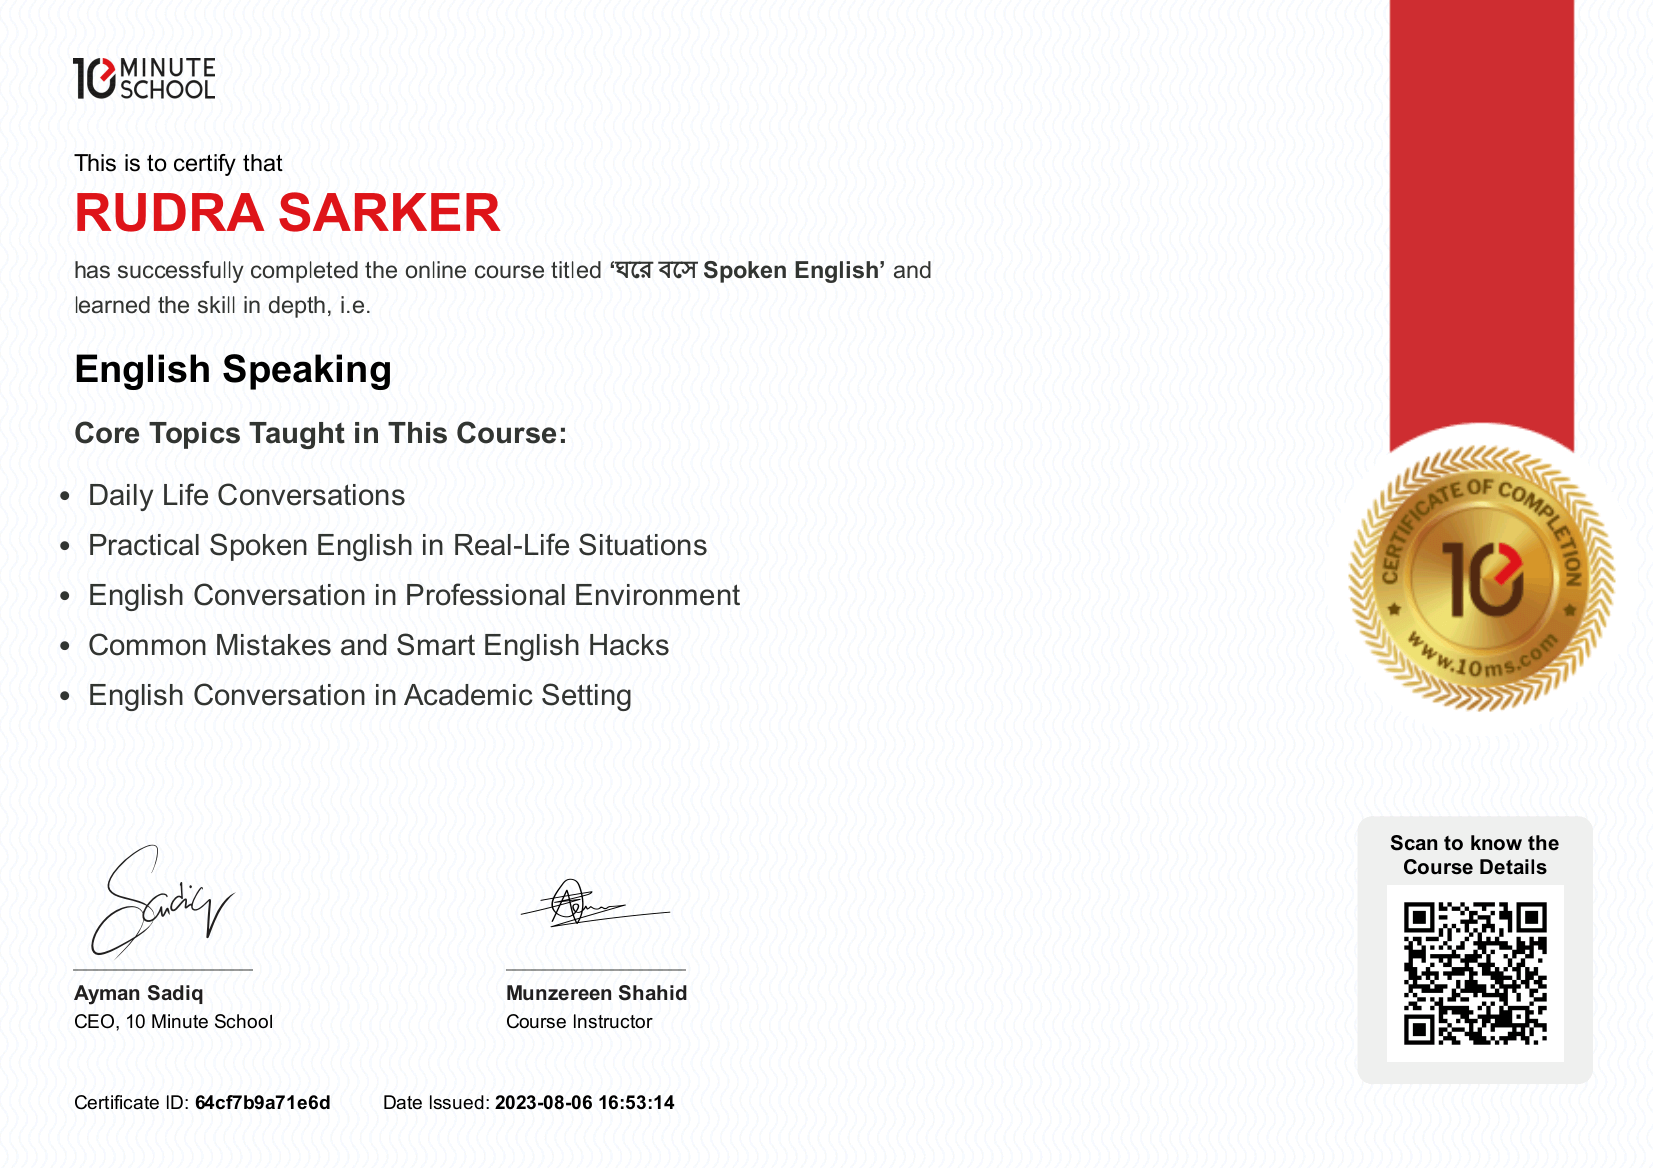 10 MINUTE
SCHOOL
This is to certify that
RUDRA SARKER
has successfully completed the online course titled ‘ঘরে বসে Spoken English’ and
learned the skill in depth, i.e.
English Speaking
Core Topics Taught in This Course:
• Daily Life Conversations
• Practical Spoken English in Real-Life Situations
• English Conversation in Professional Environment
• Common Mistakes and Smart English Hacks
• English Conversation in Academic Setting
CERTIFICATE OF COMPLETION
10
www.10ms.com
Scan to know the
Course Details
Sadiq
Ayman Sadiq
CEO, 10 Minute School
Munzereen Shahid
Course Instructor
Certificate ID: 64cf7b9a71e6d Date Issued: 2023-08-06 16:53:14